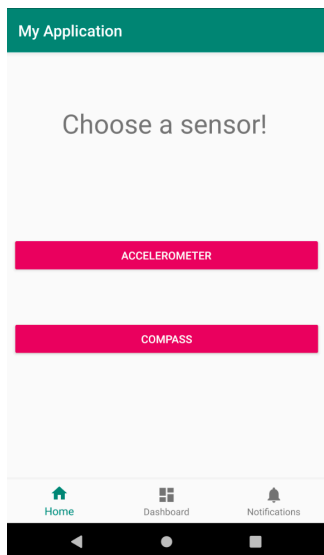 My Application
Choose a sensor!
ACCELEROMETER
COMPASS
Home Dashboard Notifications